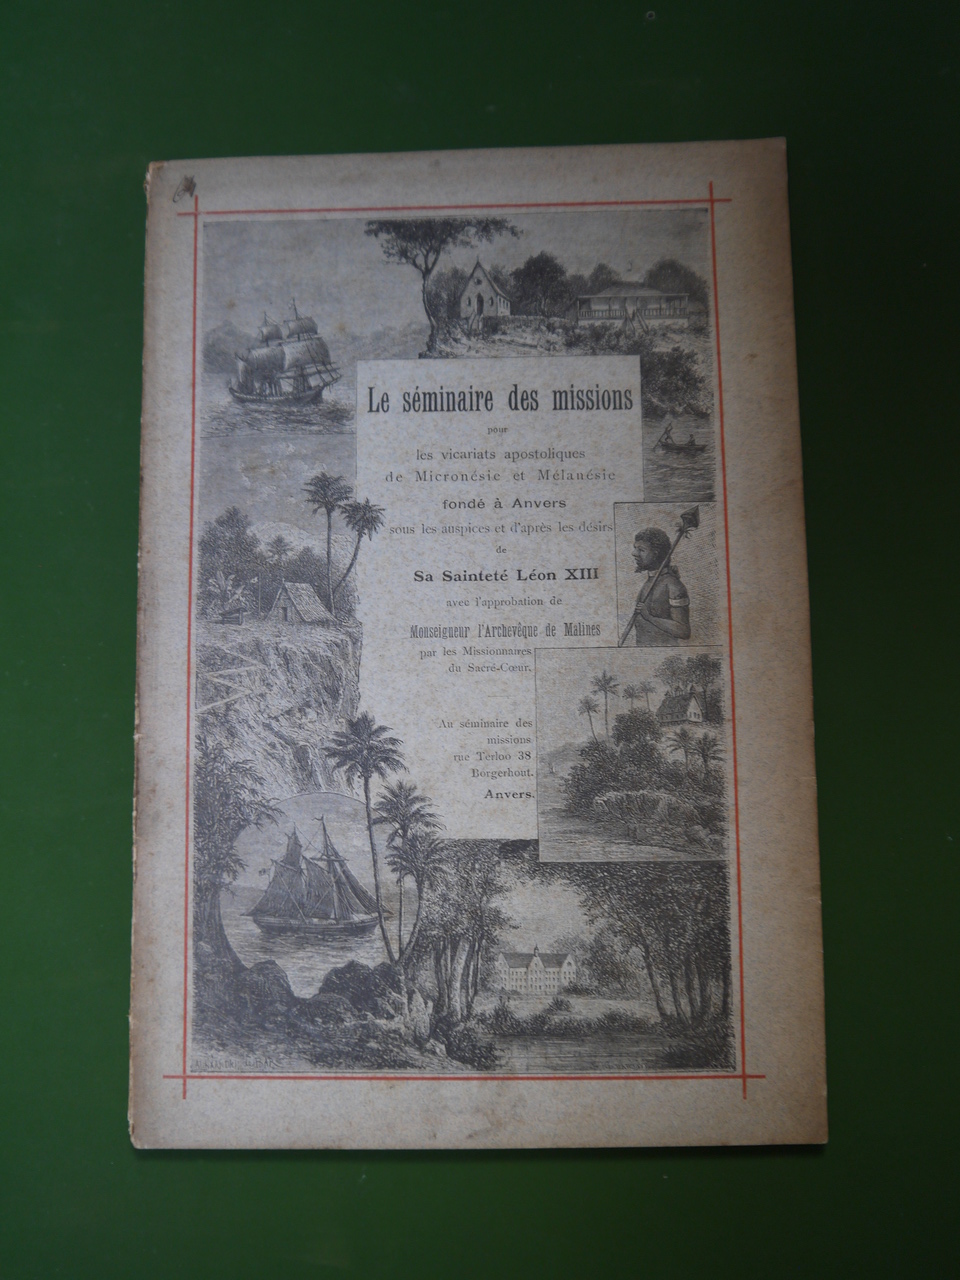 Le séminaire des missions
pour
les vicariats apostoliques
de Micronésie et Mélanésie
fondé à Anvers
sous les auspices et d'après les désirs
de
Sa Sainteté Léon XIII
avec l'approbation de
Monseigneur l'Archevêque de Malines
par les Missionnaires
du Sacré-Cœur.
Au séminaire des
missions
rue Terloo 38
Borgerhout.
Anvers.